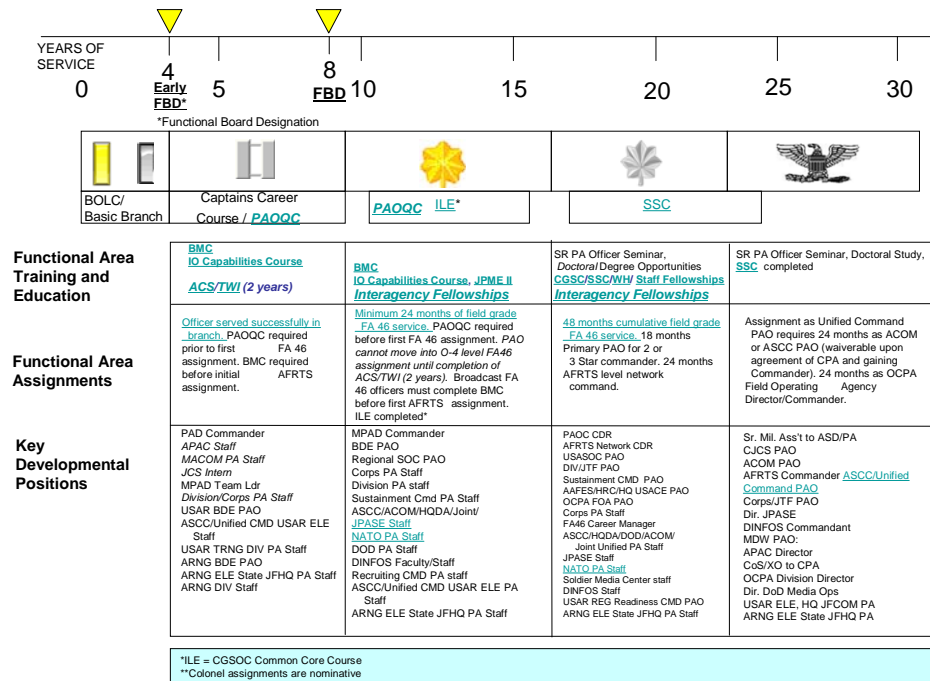 YEARS OF
SERVICE
0
4
Early
FBD*
5
8
FBD
10
15
20
25
30
*Functional Board Designation
BOLC/
Basic Branch
Captains Career
Course / PAOQC
PAOQC ILE*
SSC
Functional Area
Training and
Education
BMC
IO Capabilities Course
ACS/TWI (2 years)
BMC
IO Capabilities Course, JPME II
Interagency Fellowships
SR PA Officer Seminar,
Doctoral Degree Opportunities
CGSC/SSC/WH/ Staff Fellowships
Interagency Fellowships
SR PA Officer Seminar, Doctoral Study,
SSC completed
Functional Area
Assignments
Officer served successfully in
branch. PAOQC required
prior to first FA 46
assignment. BMC required
before initial AFRTS
assignment.
Minimum 24 months of field grade
FA 46 service. PAOQC required
before first FA 46 assignment. PAO
cannot move into O-4 level FA46
assignment until completion of
ACS/TWI (2 years). Broadcast FA
46 officers must complete BMC
before first AFRTS assignment.
ILE completed*
48 months cumulative field grade
FA 46 service. 18 months
Primary PAO for 2 or
3 Star commander. 24 months
AFRTS level network
command.
Assignment as Unified Command
PAO requires 24 months as ACOM
or ASCC PAO (waiverable upon
agreement of CPA and gaining
Commander). 24 months as OCPA
Field Operating Agency
Director/Commander.
Key
Developmental
Positions
PAD Commander
APAC Staff
MACOM PA Staff
JCS Intern
MPAD Team Ldr
Division/Corps PA Staff
USAR BDE PAO
ASCC/Unified CMD USAR ELE
Staff
USAR TRNG DIV PA Staff
ARNG BDE PAO
ARNG ELE State JFHQ PA Staff
ARNG DIV Staff
MPAD Commander
BDE PAO
Regional SOC PAO
Corps PA Staff
Division PA staff
Sustainment Cmd PA Staff
ASCC/ACOM/HQDA/Joint/
JPASE Staff
NATO PA Staff
DOD PA Staff
DINFOS Faculty/Staff
Recruiting CMD PA staff
ASCC/Unified CMD USAR ELE PA
Staff
ARNG ELE State JFHQ PA Staff
PAOC CDR
AFRTS Network CDR
USASOC PAO
DIV/JTF PAO
Sustainment CMD PAO
AAFES/HRC/HQ USACE PAO
OCPA FOA PAO
Corps PA Staff
FA46 Career Manager
ASCC/HQDA/DOD/ACOM/
Joint Unified PA Staff
JPASE Staff
NATO PA Staff
Soldier Media Center staff
DINFOS Staff
USAR REG Readiness CMD PAO
ARNG ELE State JFHQ PA Staff
Sr. Mil. Ass't to ASD/PA
CJCS PAO
ACOM PAO
AFRTS Commander ASCC/Unified
Command PAO
Corps/JTF PAO
Dir. JPASE
DINFOS Commandant
MDW PAO:
APAC Director
CoS/XO to CPA
OCPA Division Director
Dir. DoD Media Ops
USAR ELE, HQ JFCOM PA
ARNG ELE State JFHQ PA
*ILE = CGSOC Common Core Course
**Colonel assignments are nominative